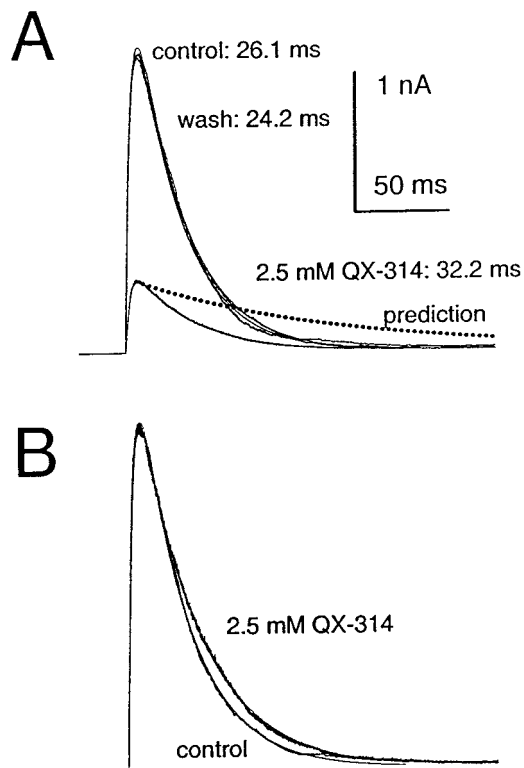 A
control: 26.1 ms
wash: 24.2 ms
1 nA
50 ms
2.5 mM QX-314: 32.2 ms
prediction
B
2.5 mM QX-314
control